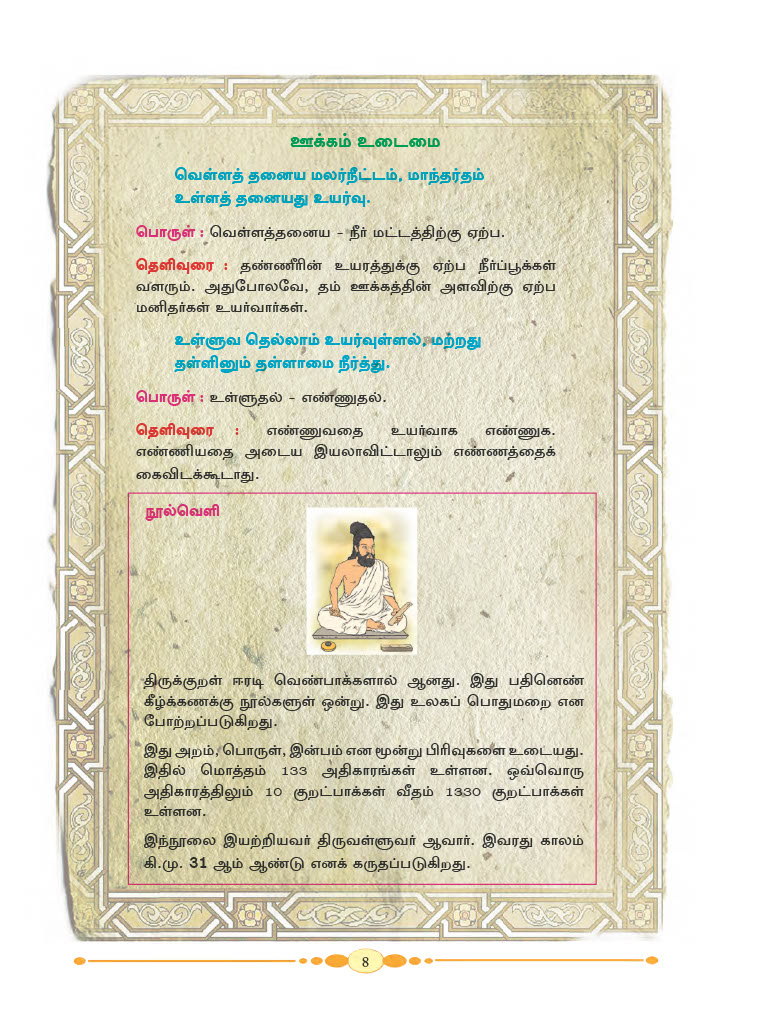 ஊக்கம் உடைமை
வெள்ளத் தனைய மலர்நீட்டம், மாந்தர்தம்
உள்ளத் தனையது உயர்வு.
பொருள் : வெள்ளத்தனைய – நீர் மட்டத்திற்கு ஏற்ப.
தெளிவுரை : தண்ணீரின் உயரத்துக்கு ஏற்ப நீர்ப்பூக்கள்
வளரும். அதுபோலவே, தம் ஊக்கத்தின் அளவிற்கு ஏற்ப
மனிதர்கள் உயர்வார்கள்.
உள்ளுவ தெல்லாம் உயர்வுள்ளல், மற்றது
தள்ளினும் தள்ளாமை நீர்த்து.
பொருள் : உள்ளுதல் – எண்ணுதல்.
தெளிவுரை : எண்ணுவதை உயர்வாக எண்ணுக.
எண்ணியதை அடைய இயலாவிட்டாலும் எண்ணத்தைக்
கைவிடக்கூடாது.
நூல்வெளி
திருக்குறள் ஈரடி வெண்பாக்களால் ஆனது. இது பதினெண்
கீழ்க்கணக்கு நூல்களுள் ஒன்று. இது உலகப் பொதுமறை என
போற்றப்படுகிறது.
இது அறம், பொருள், இன்பம் என மூன்று பிரிவுகளை உடையது.
இதில் மொத்தம் 133 அதிகாரங்கள் உள்ளன. ஒவ்வொரு
அதிகாரத்திலும் 10 குறட்பாக்கள் வீதம் 1330 குறட்பாக்கள்
உள்ளன.
இந்நூலை இயற்றியவர் திருவள்ளுவர் ஆவார். இவரது காலம்
கி.மு. 31 ஆம் ஆண்டு எனக் கருதப்படுகிறது.
8